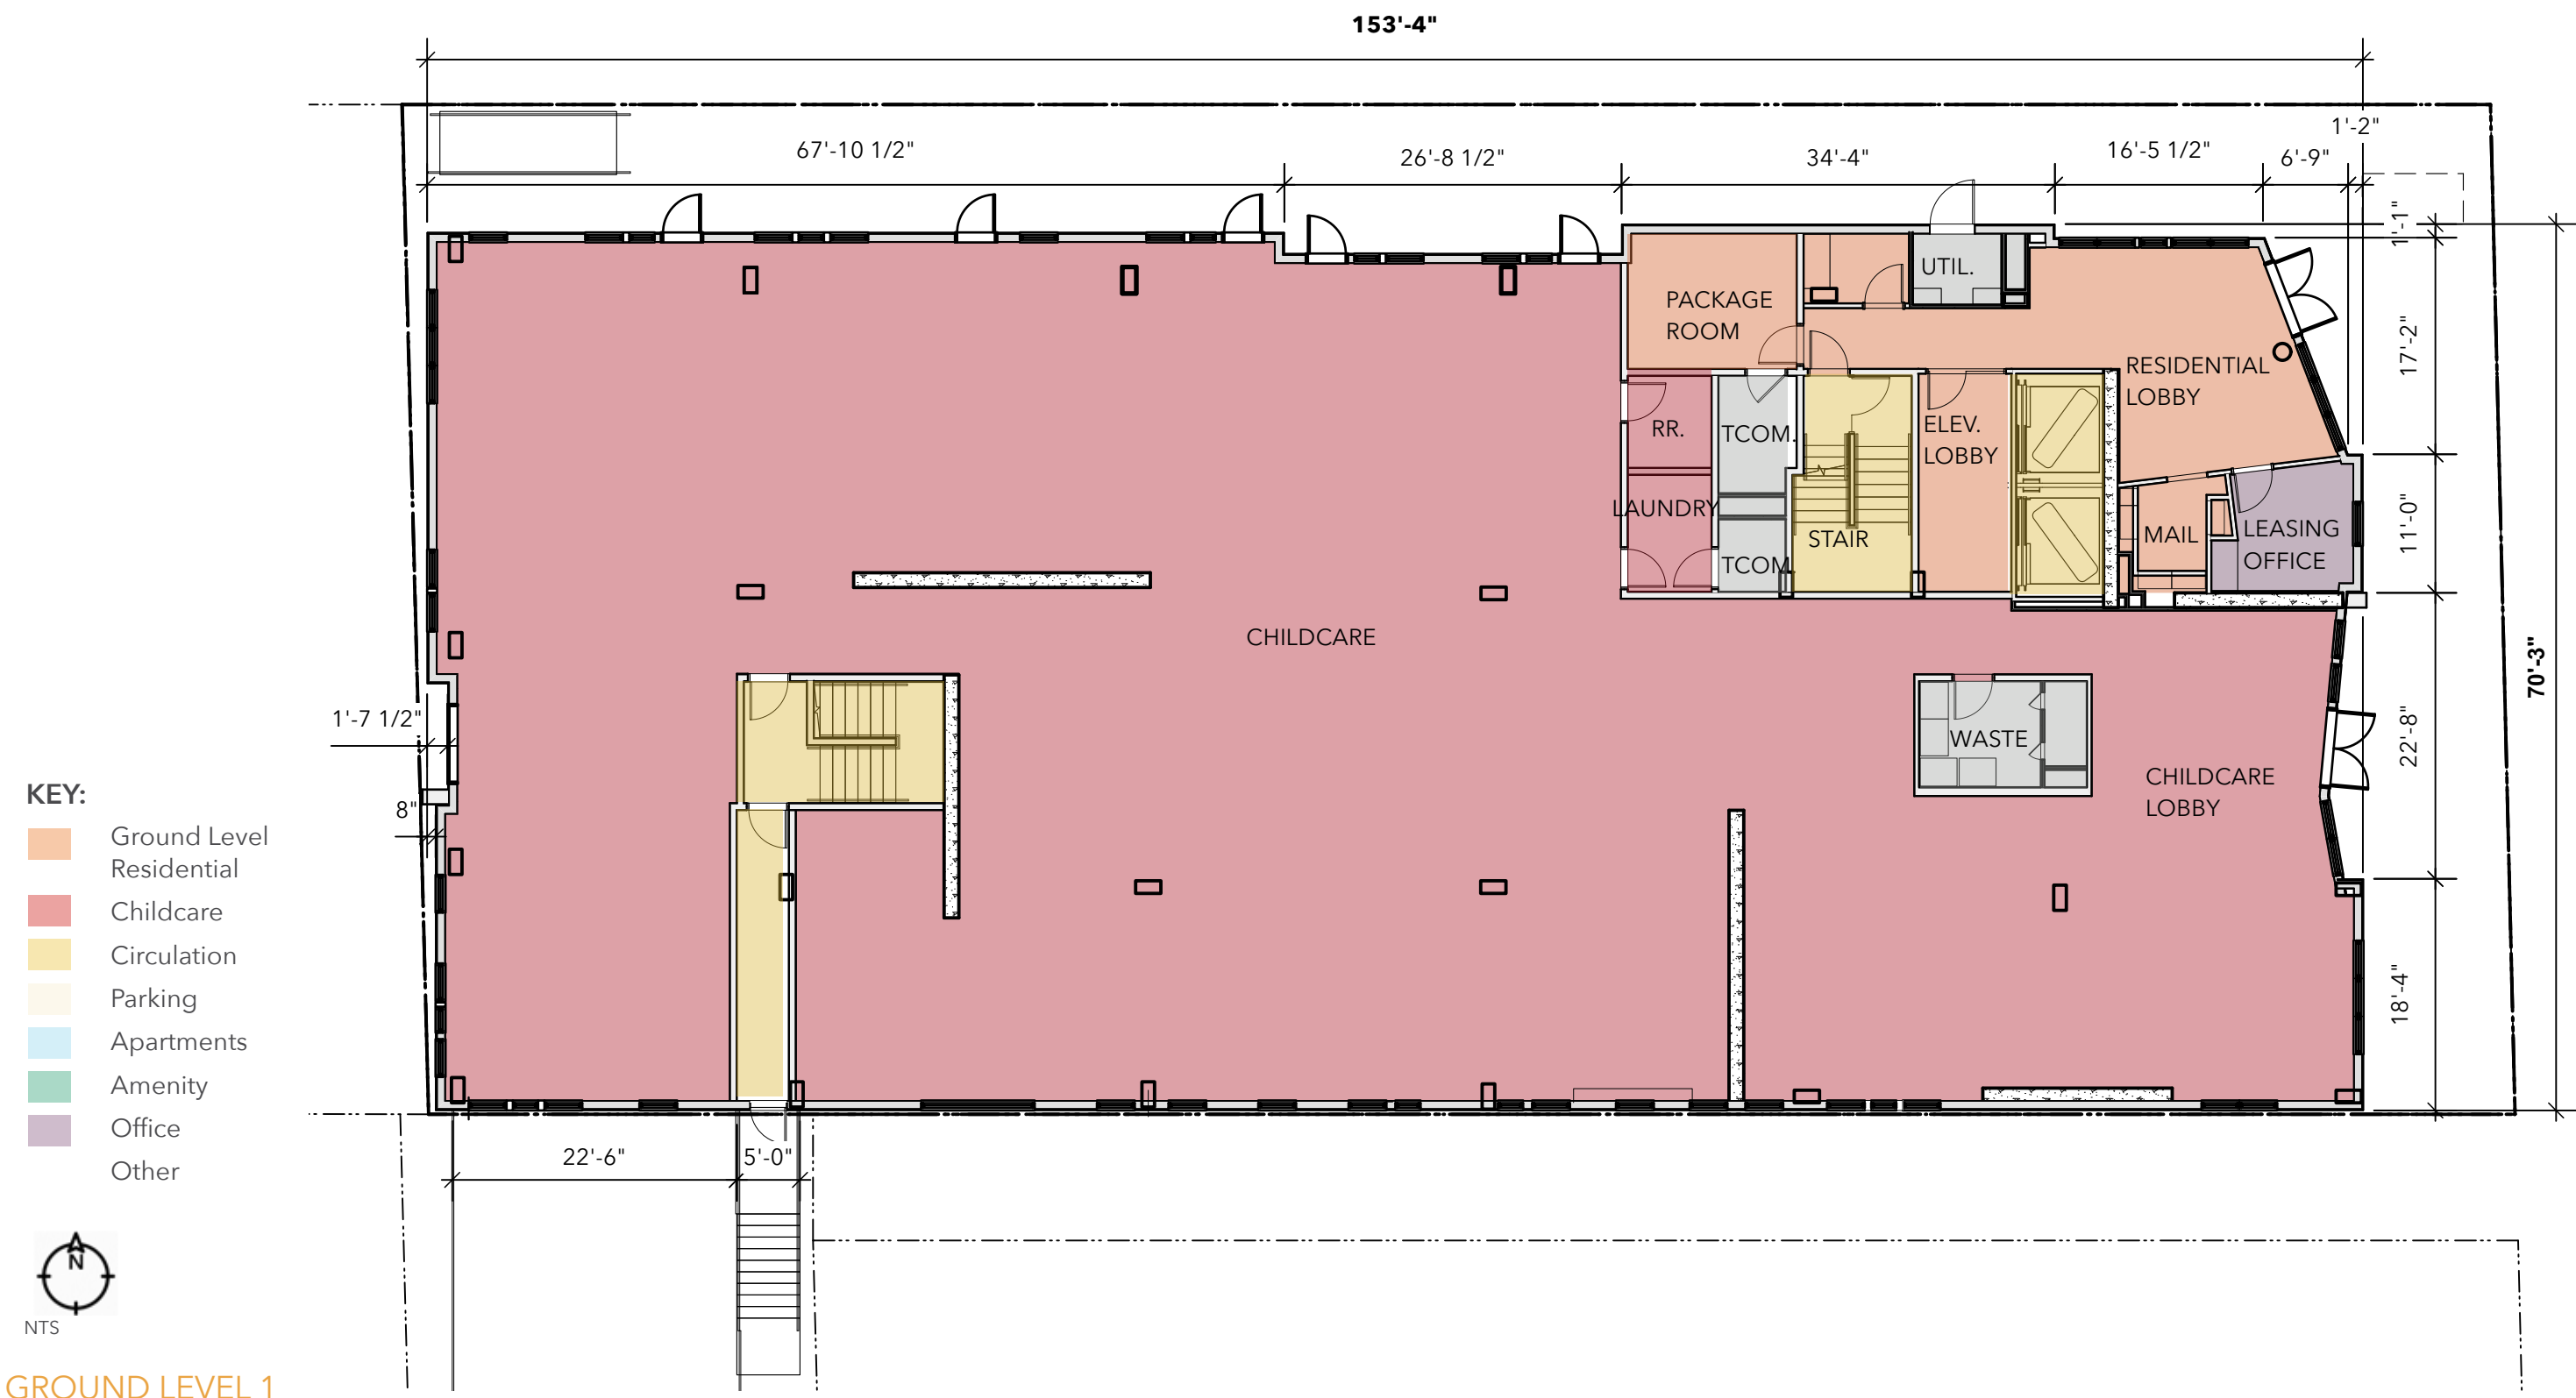 153'-4"
1'-2"
67'-10 1/2"
26'-8 1/2"
34'-4"
16'-5 1/2"
6'-9"
1'-1"
UTIL.
PACKAGE
ROOM
17'-2"
RESIDENTIAL
LOBBY
RR.
TCOM.
ELEV.
LOBBY
LAUNDRY
STAIR
TCOM
MAIL
LEASING
OFFICE
11'-0"
CHILDCARE
70'-3"
1'-7 1/2"
WASTE
22'-8"
CHILDCARE
LOBBY
8"
18'-4"
22'-6"
5'-0"
KEY:
Ground Level
Residential
Childcare
Circulation
Parking
Apartments
Amenity
Office
Other
N
NTS
GROUND LEVEL 1